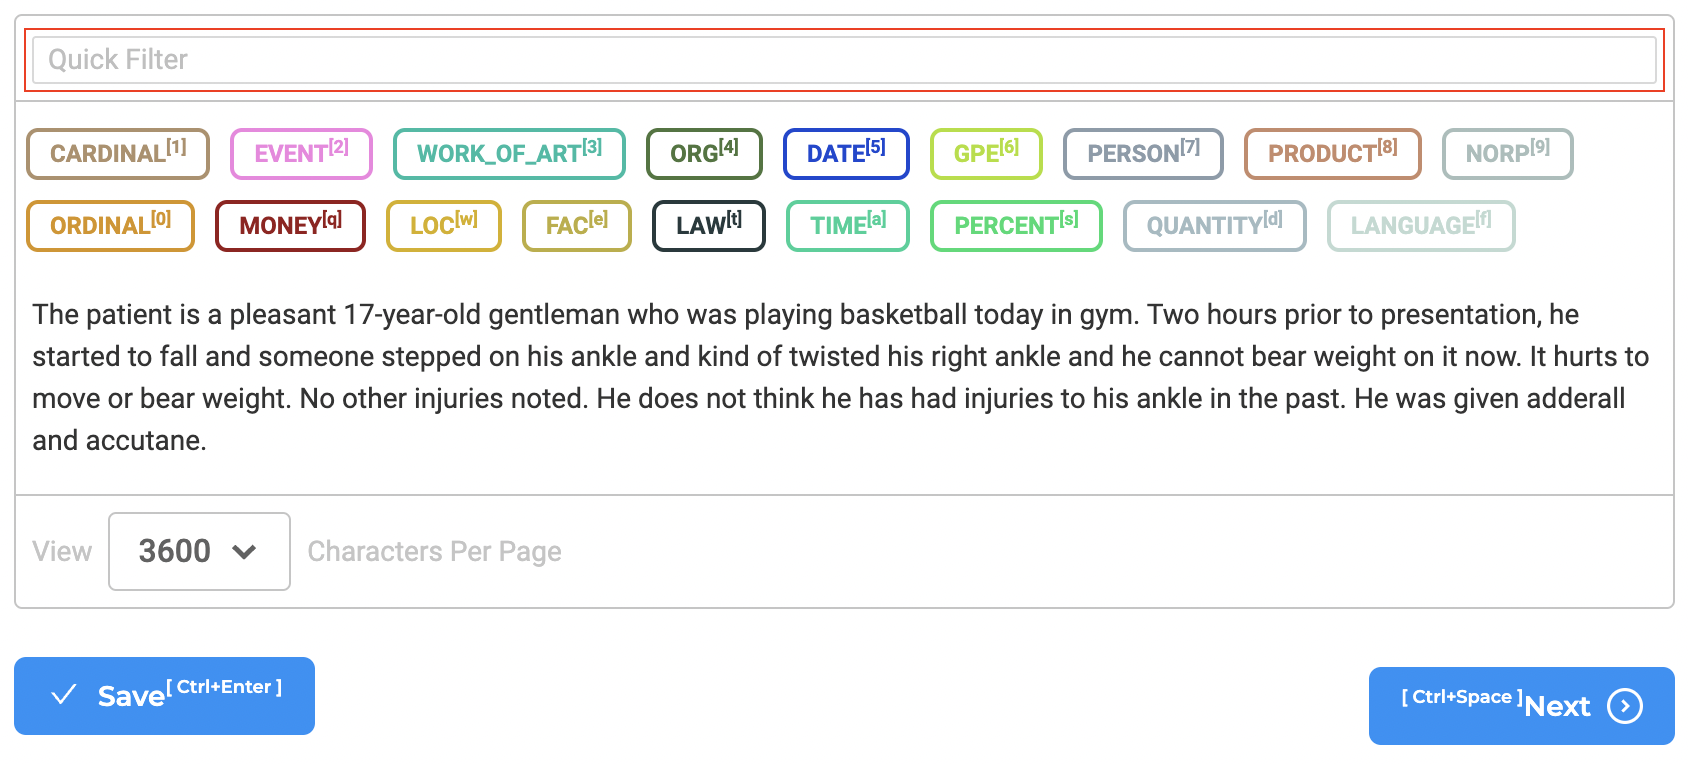 Quick Filter
CARDINAL[1] EVENT[2] WORK_OF_ART[3] ORG[4] DATE[5] GPE[6] PERSON[7] PRODUCT[8] NORP[9]
ORDINAL[0] MONEY[q] LOC[w] FAC[e] LAW[t] TIME[a] PERCENT[s] QUANTITY[d] LANGUAGE[f]
The patient is a pleasant 17-year-old gentleman who was playing basketball today in gym. Two hours prior to presentation, he
started to fall and someone stepped on his ankle and kind of twisted his right ankle and he cannot bear weight on it now. It hurts to
move or bear weight. No other injuries noted. He does not think he has had injuries to his ankle in the past. He was given adderall
and accutane.
View 3600 Characters Per Page
Save[ Ctrl+Enter ]
[ Ctrl+Space ]Next